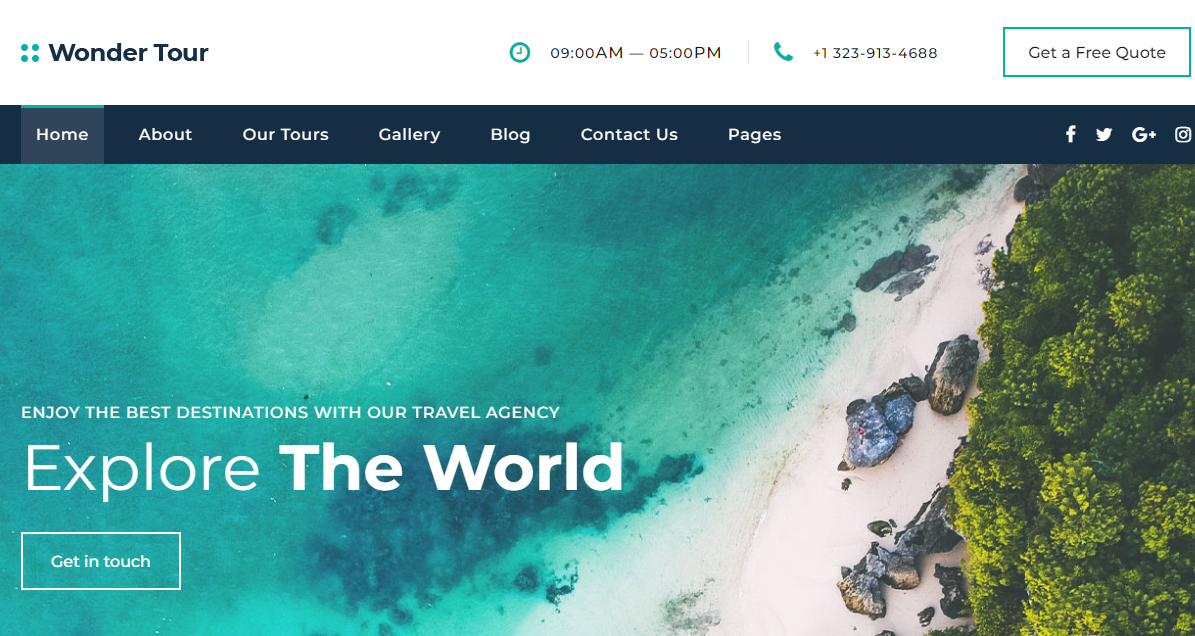 Wonder Tour
09:00AM — 05:00PM
+1 323-913-4688
Get a Free Quote
Home About Our Tours Gallery Blog Contact Us Pages
ENJOY THE BEST DESTINATIONS WITH OUR TRAVEL AGENCY
Explore The World
Get in touch